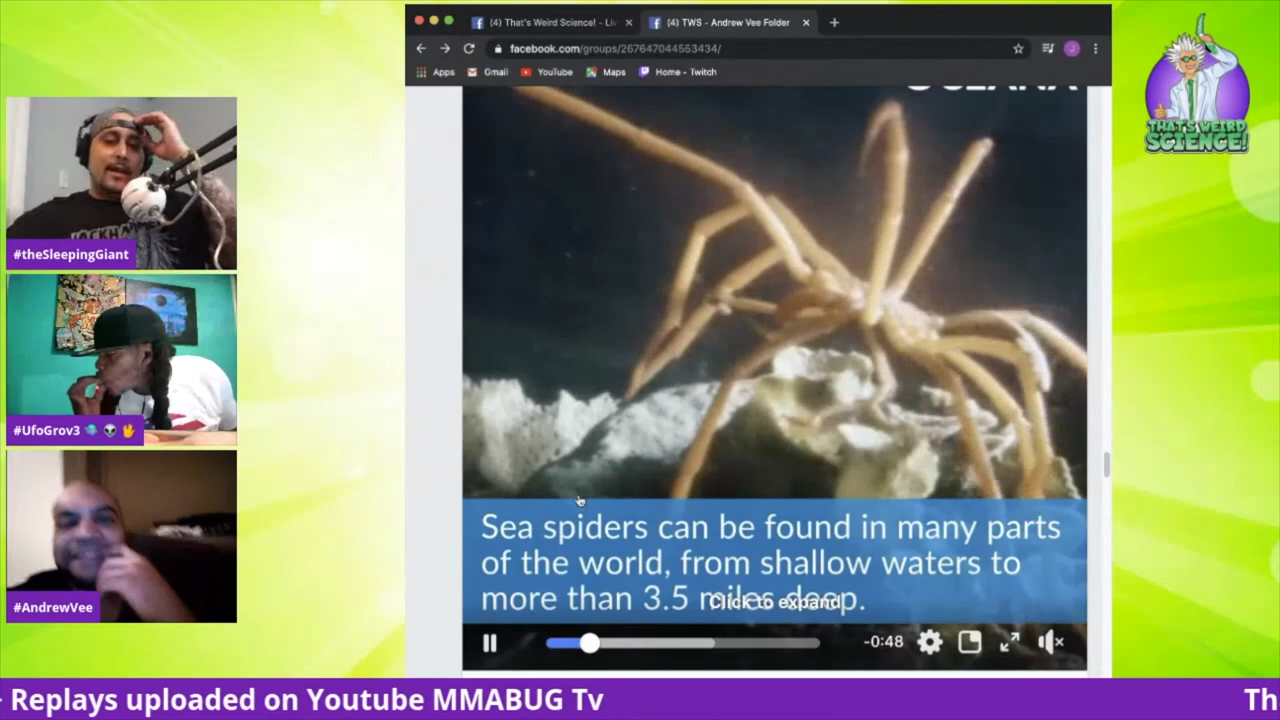 (4) That's Weird Science! - Liv
(4) TWS - Andrew Vee Folder
facebook.com/groups/267647044553434/
Apps
Gmail
YouTube
Maps
Home - Twitch
OCEANA
THAT'S WEIRD
SCIENCE!
#theSleepingGiant
#UfoGrov3 🛸 👽 🖖
#AndrewVee
Sea spiders can be found in many parts
of the world, from shallow waters to
more than 3.5 miles deep.
Click to expand
-0:48
Replays uploaded on Youtube MMABUG Tv
Th